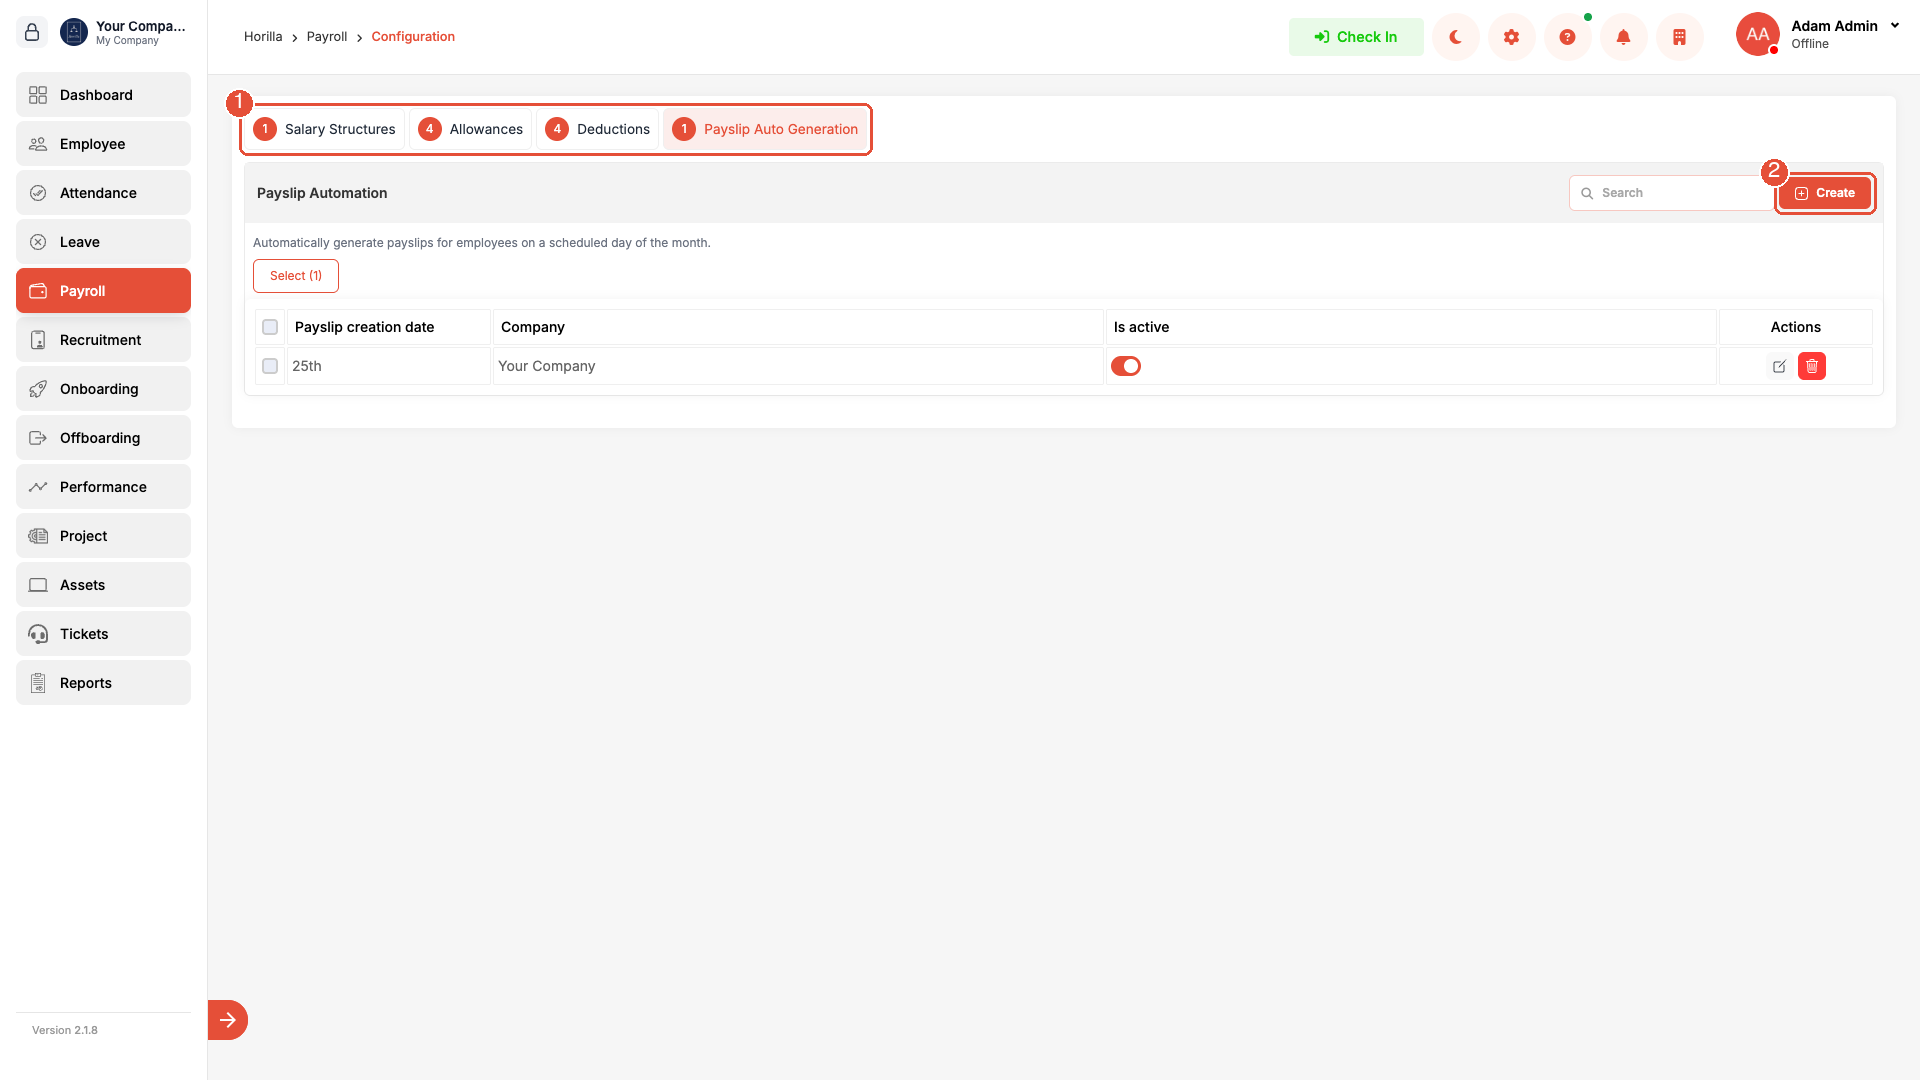 Your Compa...
My Company
Horilla > Payroll > Configuration
Check In
?
AA
Adam Admin
Offline
Dashboard
Employee
Attendance
Leave
Payroll
Recruitment
Onboarding
Offboarding
Performance
Project
Assets
Tickets
Reports
Version 2.1.8
1
1 Salary Structures
4 Allowances
4 Deductions
1 Payslip Auto Generation
Payslip Automation
Search
2
Create
Automatically generate payslips for employees on a scheduled day of the month.
Select (1)
Payslip creation date Company Is active Actions
25th Your Company